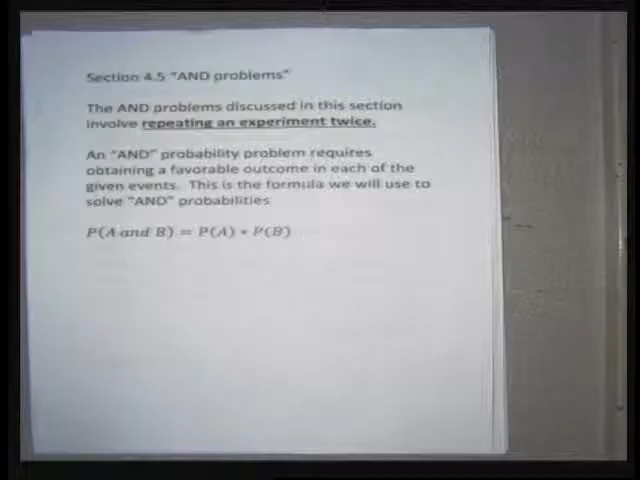 Section 4.5 "AND problems"
The AND problems discussed in this section
involve repeating an experiment twice.
An "AND" probability problem requires
obtaining a favorable outcome in each of the
given events. This is the formula we will use to
solve "AND" probabilities
P(A and B) = P(A) * P(B)